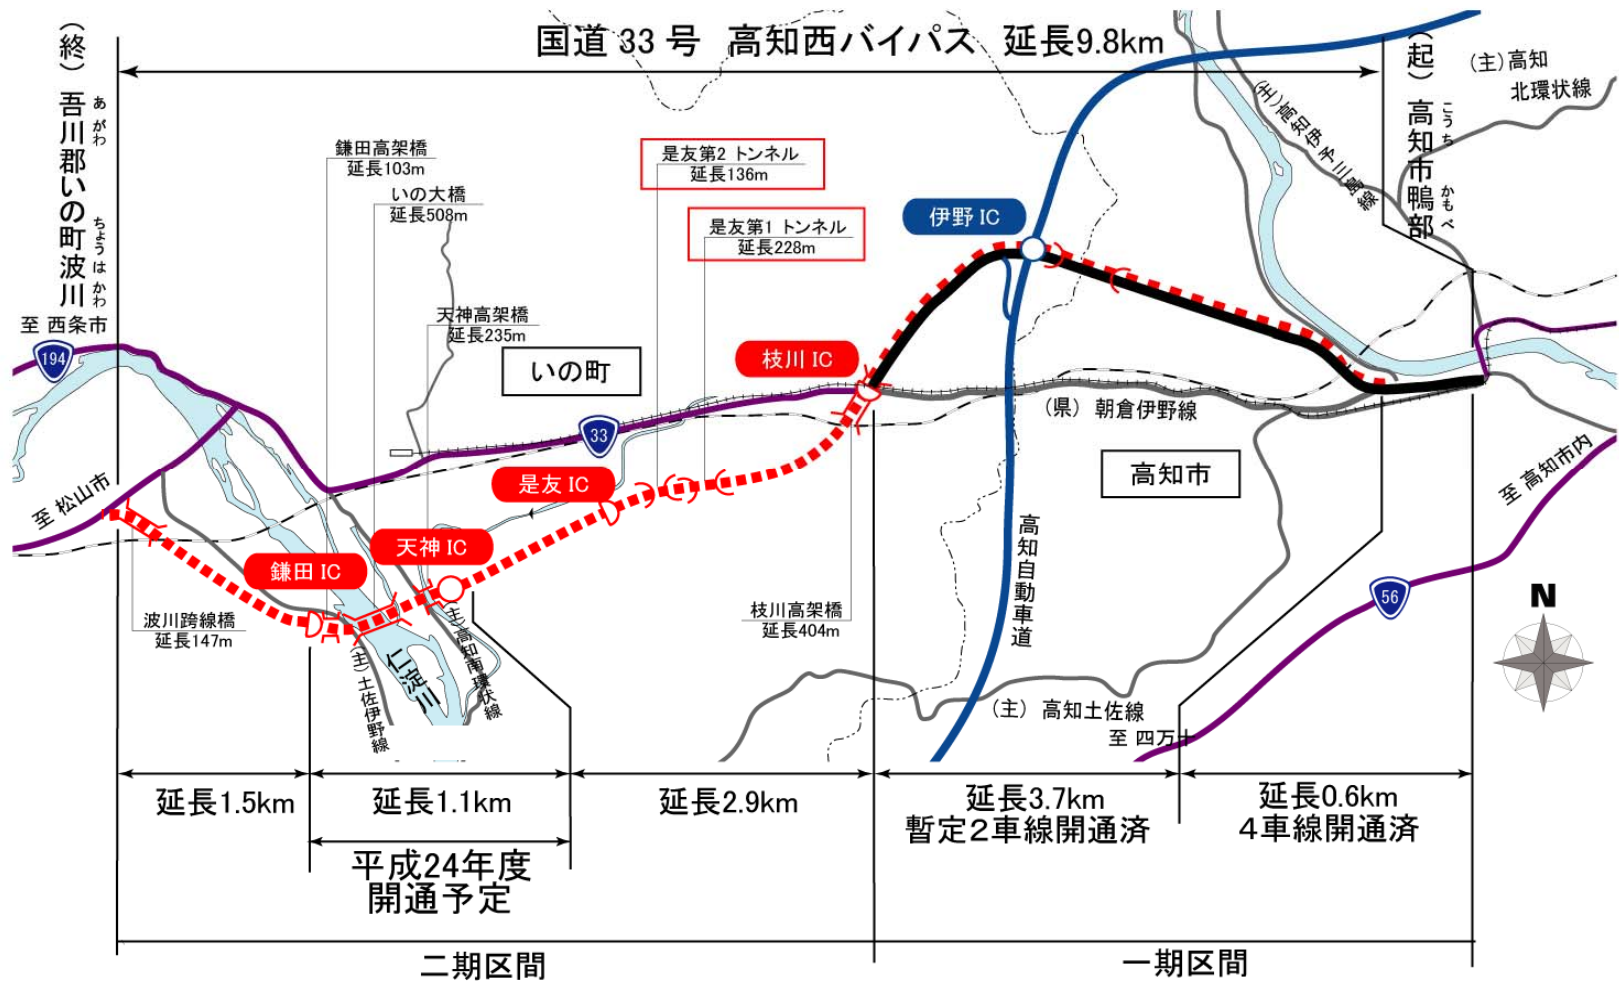 国道 33 号 高知西バイパス 延長9.8km
(終) 吾川郡いの町波川
あがわ
ちょうはかわ
(起) 高知市鴨部
こうち
かもべ
(主)高知
北環状線
(主)高知伊予三島線
鎌田高架橋
延長103m
いの大橋
延長508m
是友第2 トンネル
延長136m
是友第1 トンネル
延長228m
伊野 IC
天神高架橋
延長235m
至 西条市
194
いの町
枝川 IC
33
(県) 朝倉伊野線
高知市
至 高知市内
至 松山市
是友 IC
天神 IC
鎌田 IC
高知自動車道
56
N
波川跨線橋
延長147m
枝川高架橋
延長404m
(主)土佐伊野線
仁淀川
(主)高知南環状線
(主) 高知土佐線
至 四万十
延長1.5km
延長1.1km
延長2.9km
延長3.7km
暫定2車線開通済
延長0.6km
4車線開通済
平成24年度
開通予定
二期区間
一期区間